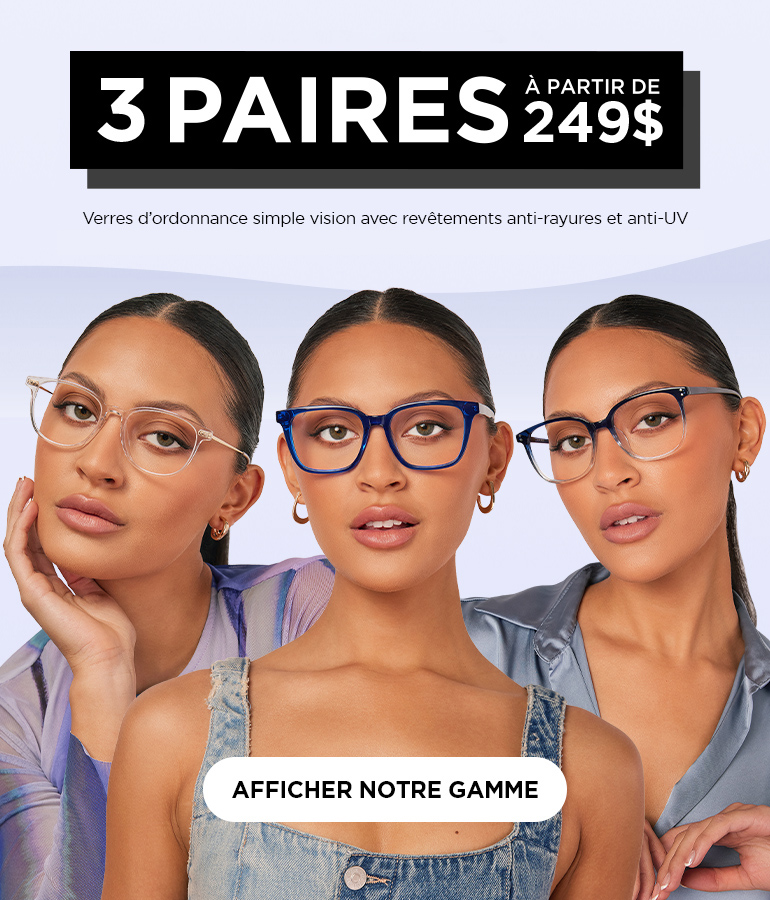 3 PAIRES À PARTIR DE 249$
Verres d’ordonnance simple vision avec revêtements anti-rayures et anti-UV
AFFICHER NOTRE GAMME